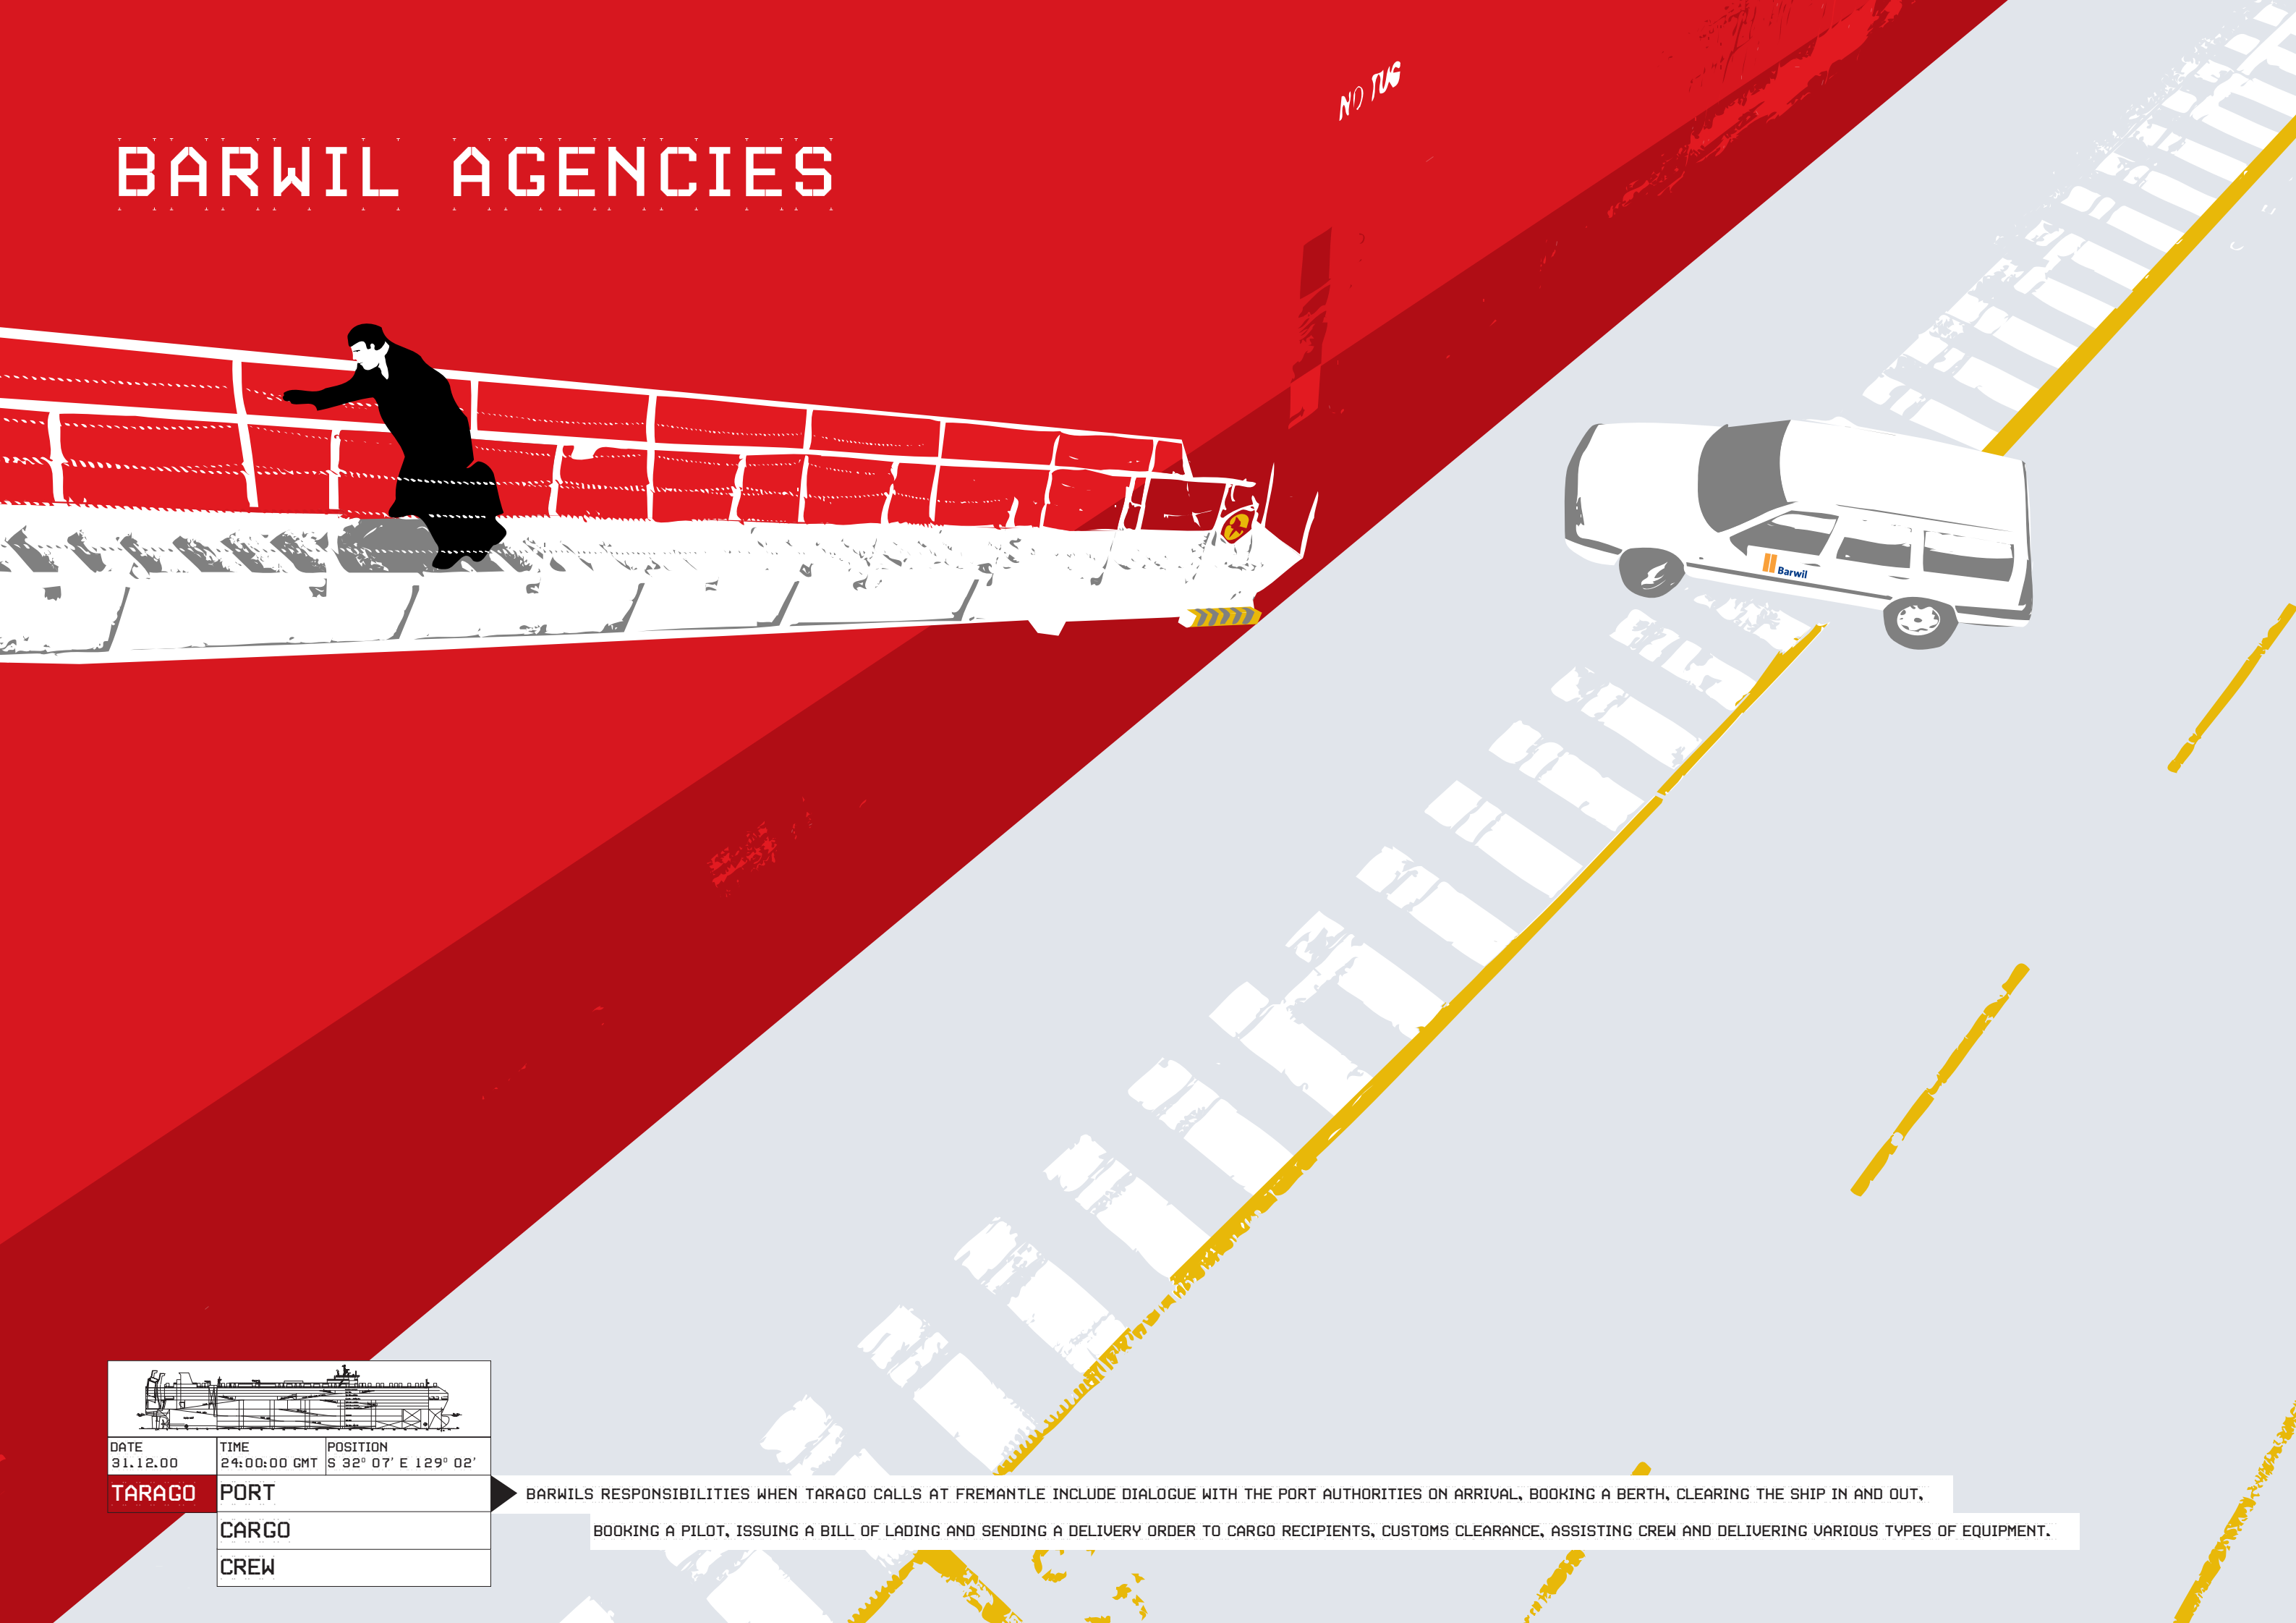 NO TUG
BARWIL AGENCIES
Barwil
DATE
31.12.00
TIME
24:00:00 GMT
POSITION
S 32° 07' E 129° 02'
TARAGO
PORT
BARWILS RESPONSIBILITIES WHEN TARAGO CALLS AT FREMANTLE INCLUDE DIALOGUE WITH THE PORT AUTHORITIES ON ARRIVAL, BOOKING A BERTH, CLEARING THE SHIP IN AND OUT,
BOOKING A PILOT, ISSUING A BILL OF LADING AND SENDING A DELIVERY ORDER TO CARGO RECIPIENTS, CUSTOMS CLEARANCE, ASSISTING CREW AND DELIVERING VARIOUS TYPES OF EQUIPMENT.
CARGO
CREW